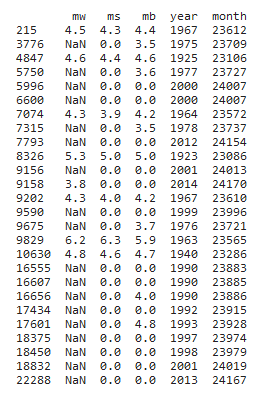 mw ms mb year month
215 4.5 4.3 4.4 1967 23612
3776 NaN 0.0 3.5 1975 23709
4847 4.6 4.4 4.6 1925 23106
5750 NaN 0.0 3.6 1977 23727
5996 NaN 0.0 0.0 2000 24007
6600 NaN 0.0 0.0 2000 24007
7074 4.3 3.9 4.2 1964 23572
7315 NaN 0.0 3.5 1978 23737
7793 NaN 0.0 0.0 2012 24154
8326 5.3 5.0 5.0 1923 23086
9156 NaN 0.0 0.0 2001 24013
9158 3.8 0.0 0.0 2014 24170
9202 4.3 4.0 4.2 1967 23610
9590 NaN 0.0 0.0 1999 23996
9675 NaN 0.0 3.7 1976 23721
9829 6.2 6.3 5.9 1963 23565
10630 4.8 4.6 4.7 1940 23286
16555 NaN 0.0 0.0 1990 23883
16607 NaN 0.0 0.0 1990 23885
16656 NaN 0.0 4.0 1990 23886
17434 NaN 0.0 0.0 1992 23915
17601 NaN 0.0 4.8 1993 23928
18375 NaN 0.0 0.0 1997 23974
18450 NaN 0.0 0.0 1998 23979
18832 NaN 0.0 0.0 2001 24019
22288 NaN 0.0 0.0 2013 24167